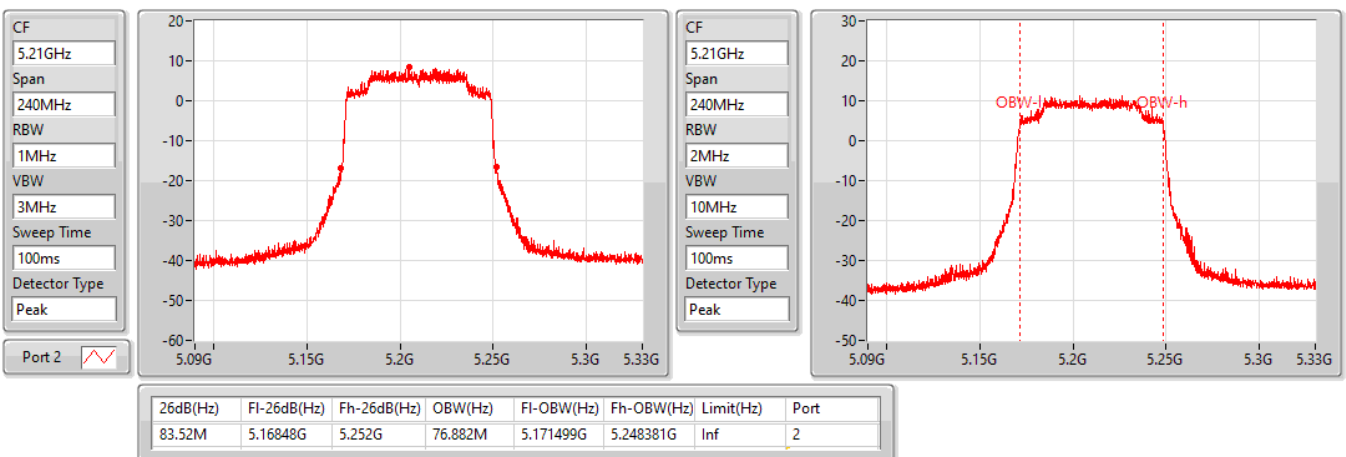 CF
5.21GHz
Span
240MHz
RBW
1MHz
VBW
3MHz
Sweep Time
100ms
Detector Type
Peak
Port 2
20
10
0
-10
-20
-30
-40
-50
-60
5.09G 5.15G 5.2G 5.25G 5.3G 5.33G
CF
5.21GHz
Span
240MHz
RBW
2MHz
VBW
10MHz
Sweep Time
100ms
Detector Type
Peak
30
20
10
0
-10
-20
-30
-40
-50
OBW-l OBW-h
5.09G 5.15G 5.2G 5.25G 5.3G 5.33G
26dB(Hz) Fl-26dB(Hz) Fh-26dB(Hz) OBW(Hz) Fl-OBW(Hz) Fh-OBW(Hz) Limit(Hz) Port
83.52M 5.16848G 5.252G 76.882M 5.171499G 5.248381G Inf 2